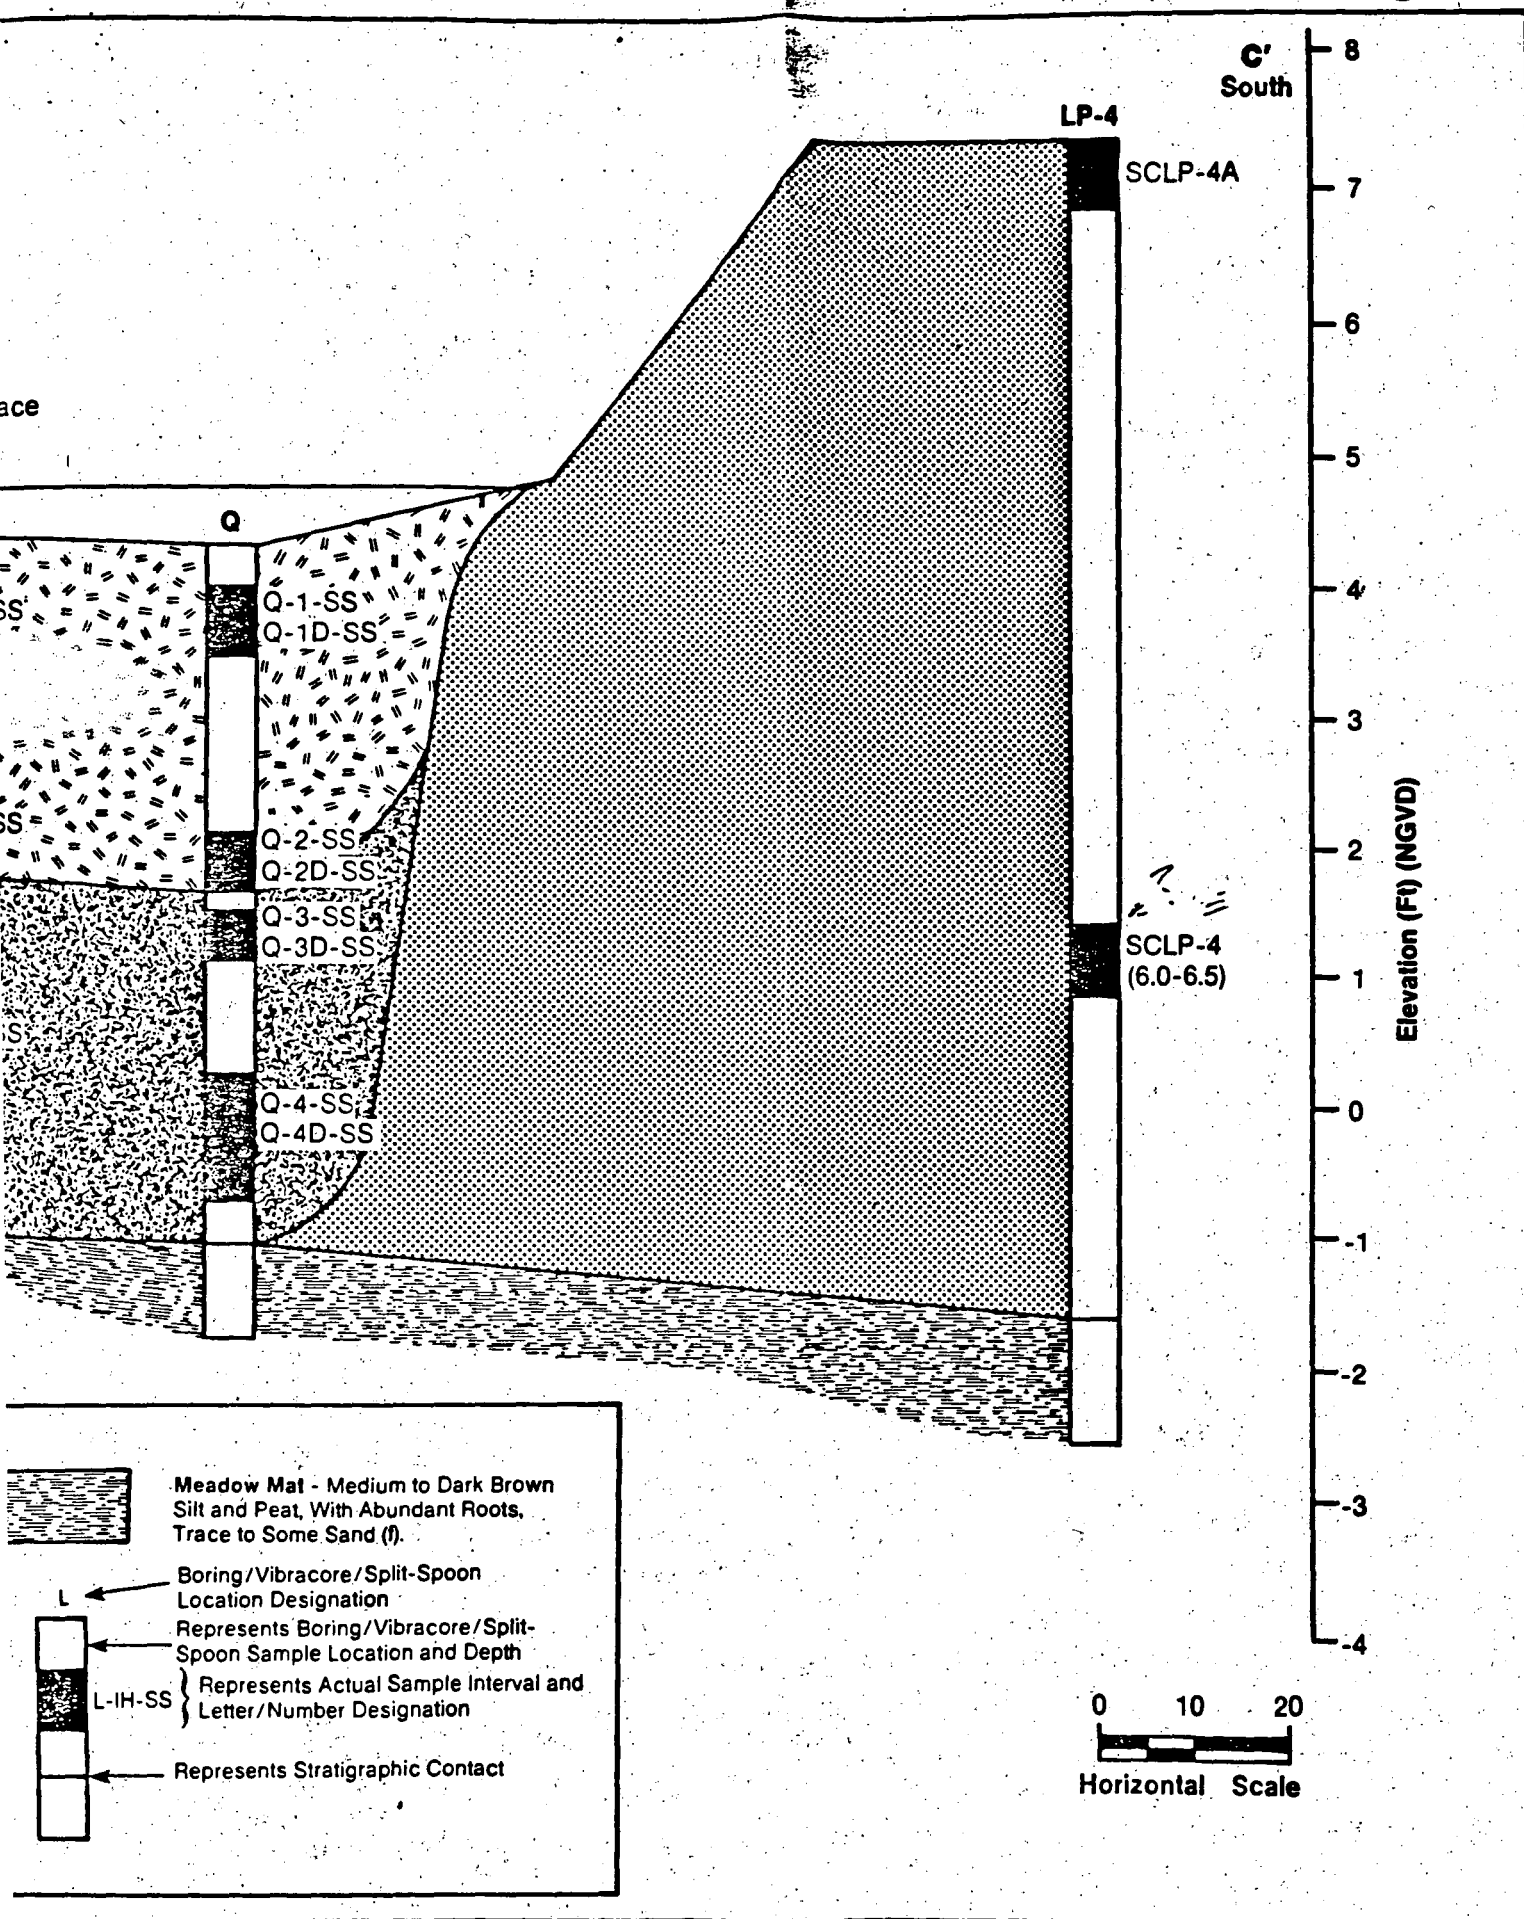 C'
South
LP-4
SCLP-4A
8
7
6
5
4
3
2
1
0
-1
-2
-3
-4
Elevation (Ft) (NGVD)
Q
Q-1-SS
Q-1D-SS
Q-2-SS
Q-2D-SS
Q-3-SS
Q-3D-SS
Q-4-SS
Q-4D-SS
SCLP-4
(6.0-6.5)
Meadow Mat - Medium to Dark Brown
Silt and Peat, With Abundant Roots,
Trace to Some Sand (f).
L
Boring/Vibracore/Split-Spoon
Location Designation
Represents Boring/Vibracore/Split-
Spoon Sample Location and Depth
L-IH-SS
Represents Actual Sample Interval and
Letter/Number Designation
Represents Stratigraphic Contact
0 10 20
Horizontal Scale